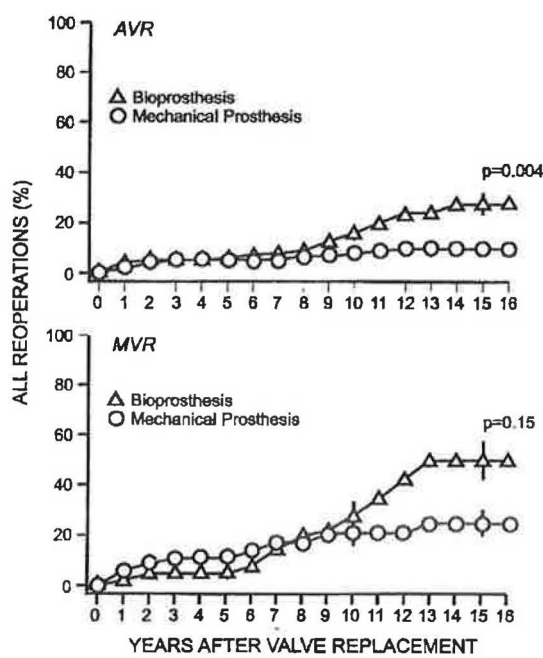 ALL REOPERATIONS (%)
100
AVR
80
Bioprosthesis
Mechanical Prosthesis
60
40
p=0.004
20
0
0 1 2 3 4 5 6 7 8 9 10 11 12 13 14 15 16
100
MVR
80
Bioprosthesis
Mechanical Prosthesis
60
p=0.15
40
20
0
0 1 2 3 4 5 6 7 8 9 10 11 12 13 14 15 16
YEARS AFTER VALVE REPLACEMENT